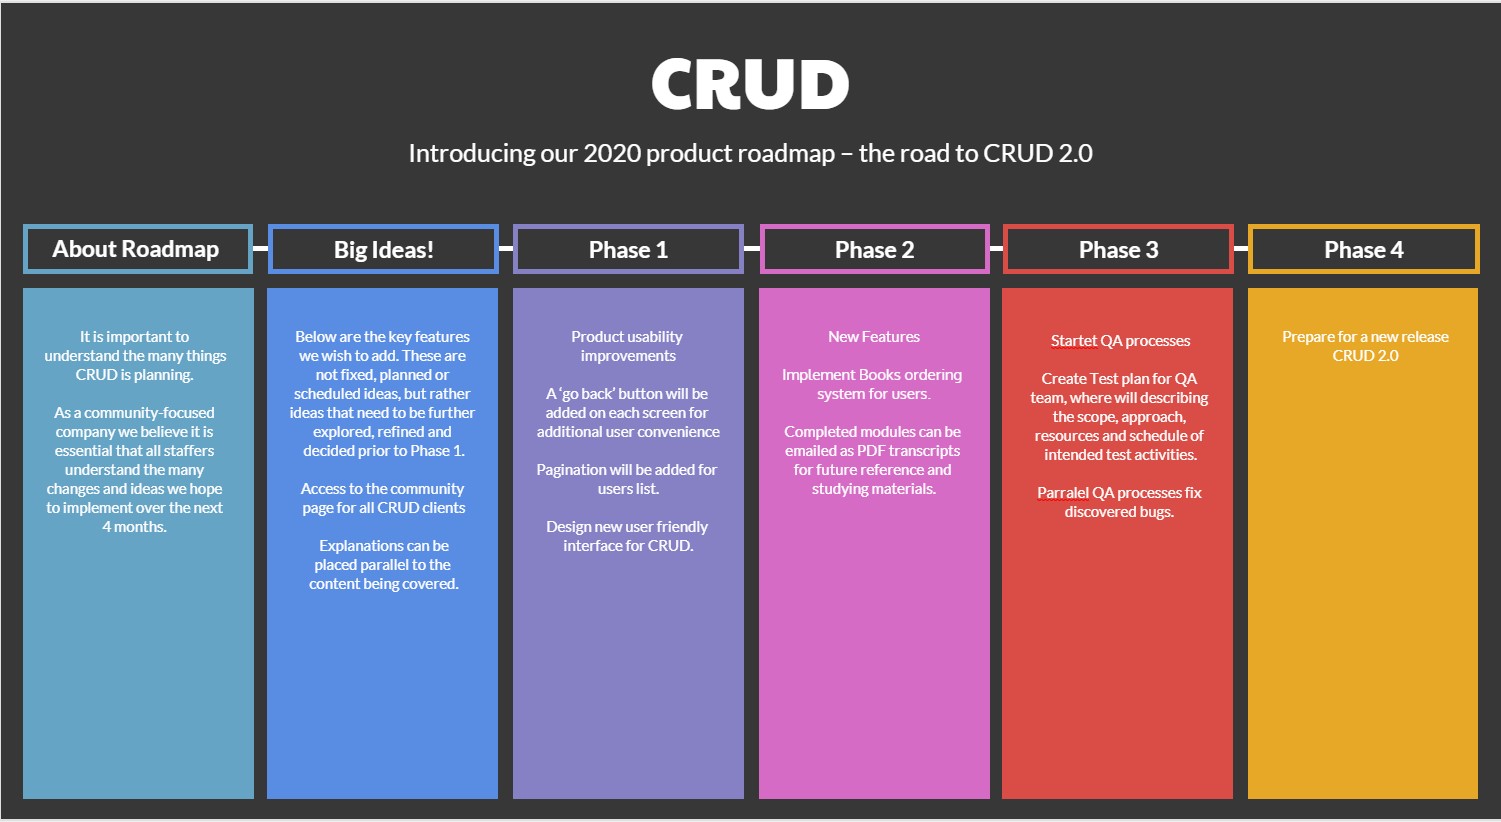 CRUD
Introducing our 2020 product roadmap – the road to CRUD 2.0
About Roadmap
It is important to
understand the many things
CRUD is planning.
As a community-focused
company we believe it is
essential that all staffers
understand the many
changes and ideas we hope
to implement over the next
4 months.
Big Ideas!
Below are the key features
we wish to add. These are
not fixed, planned or
scheduled ideas, but rather
ideas that need to be further
explored, refined and
decided prior to Phase 1.
Access to the community
page for all CRUD clients
Explanations can be
placed parallel to the
content being covered.
Phase 1
Product usability
improvements
A ‘go back’ button will be
added on each screen for
additional user convenience
Pagination will be added for
users list.
Design new user friendly
interface for CRUD.
Phase 2
New Features
Implement Books ordering
system for users.
Completed modules can be
emailed as PDF transcripts
for future reference and
studying materials.
Phase 3
Startet QA processes
Create Test plan for QA
team, where will describing
the scope, approach,
resources and schedule of
intended test activities.
Parralel QA processes fix
discovered bugs.
Phase 4
Prepare for a new release
CRUD 2.0